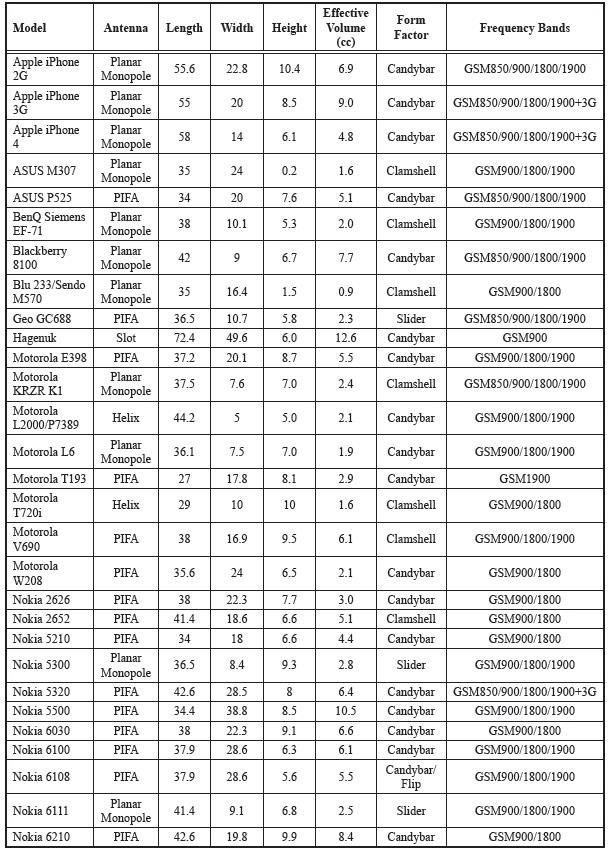 Model Antenna Length Width Height Effective Volume (cc) Form Factor Frequency Bands
Apple iPhone 2G Planar Monopole 55.6 22.8 10.4 6.9 Candybar GSM850/900/1800/1900
Apple iPhone 3G Planar Monopole 55 20 8.5 9.0 Candybar GSM850/900/1800/1900+3G
Apple iPhone 4 Planar Monopole 58 14 6.1 4.8 Candybar GSM850/900/1800/1900+3G
ASUS M307 Planar Monopole 35 24 0.2 1.6 Clamshell GSM900/1800/1900
ASUS P525 PIFA 34 20 7.6 5.1 Candybar GSM850/900/1800/1900
BenQ Siemens EF-71 Planar Monopole 38 10.1 5.3 2.0 Clamshell GSM900/1800/1900
Blackberry 8100 Planar Monopole 42 9 6.7 7.7 Candybar GSM850/900/1800/1900
Blu 233/Sendo M570 Planar Monopole 35 16.4 1.5 0.9 Clamshell GSM900/1800
Geo GC688 PIFA 36.5 10.7 5.8 2.3 Slider GSM850/900/1800/1900
Hagenuk Slot 72.4 49.6 6.0 12.6 Candybar GSM900
Motorola E398 PIFA 37.2 20.1 8.7 5.5 Candybar GSM900/1800/1900
Motorola KRZR K1 Planar Monopole 37.5 7.6 7.0 2.4 Clamshell GSM850/900/1800/1900
Motorola L2000/P7389 Helix 44.2 5 5.0 2.1 Candybar GSM900/1800/1900
Motorola L6 Planar Monopole 36.1 7.5 7.0 1.9 Candybar GSM900/1800/1900
Motorola T193 PIFA 27 17.8 8.1 2.9 Candybar GSM1900
Motorola T720i Helix 29 10 10 1.6 Clamshell GSM900/1800
Motorola V690 PIFA 38 16.9 9.5 6.1 Clamshell GSM900/1800/1900
Motorola W208 PIFA 35.6 24 6.5 2.1 Candybar GSM900/1800
Nokia 2626 PIFA 38 22.3 7.7 3.0 Candybar GSM900/1800
Nokia 2652 PIFA 41.4 18.6 6.6 5.1 Clamshell GSM900/1800
Nokia 5210 PIFA 34 18 6.6 4.4 Candybar GSM900/1800
Nokia 5300 Planar Monopole 36.5 8.4 9.3 2.8 Slider GSM900/1800/1900
Nokia 5320 PIFA 42.6 28.5 8 6.4 Candybar GSM850/900/1800/1900+3G
Nokia 5500 PIFA 34.4 38.8 8.5 10.5 Candybar GSM900/1800/1900
Nokia 6030 PIFA 38 22.3 9.1 6.6 Candybar GSM900/1800
Nokia 6100 PIFA 37.9 28.6 6.3 6.1 Candybar GSM900/1800/1900
Nokia 6108 PIFA 37.9 28.6 5.6 5.5 Candybar/ Flip GSM900/1800/1900
Nokia 6111 Planar Monopole 41.4 9.1 6.8 2.5 Slider GSM900/1800/1900
Nokia 6210 PIFA 42.6 19.8 9.9 8.4 Candybar GSM900/1800